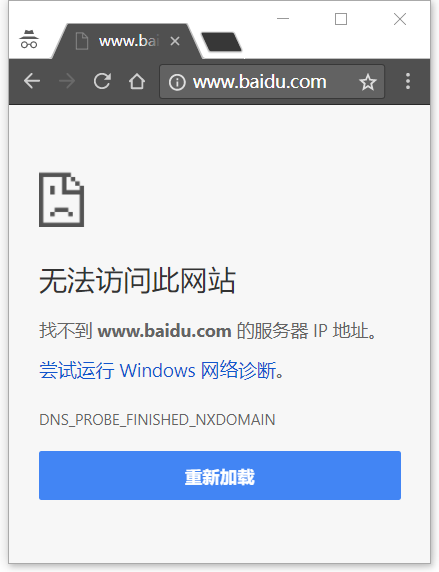 www.bai
www.baidu.com
无法访问此网站
找不到 www.baidu.com 的服务器 IP 地址。
尝试运行 Windows 网络诊断。
DNS_PROBE_FINISHED_NXDOMAIN
重新加载